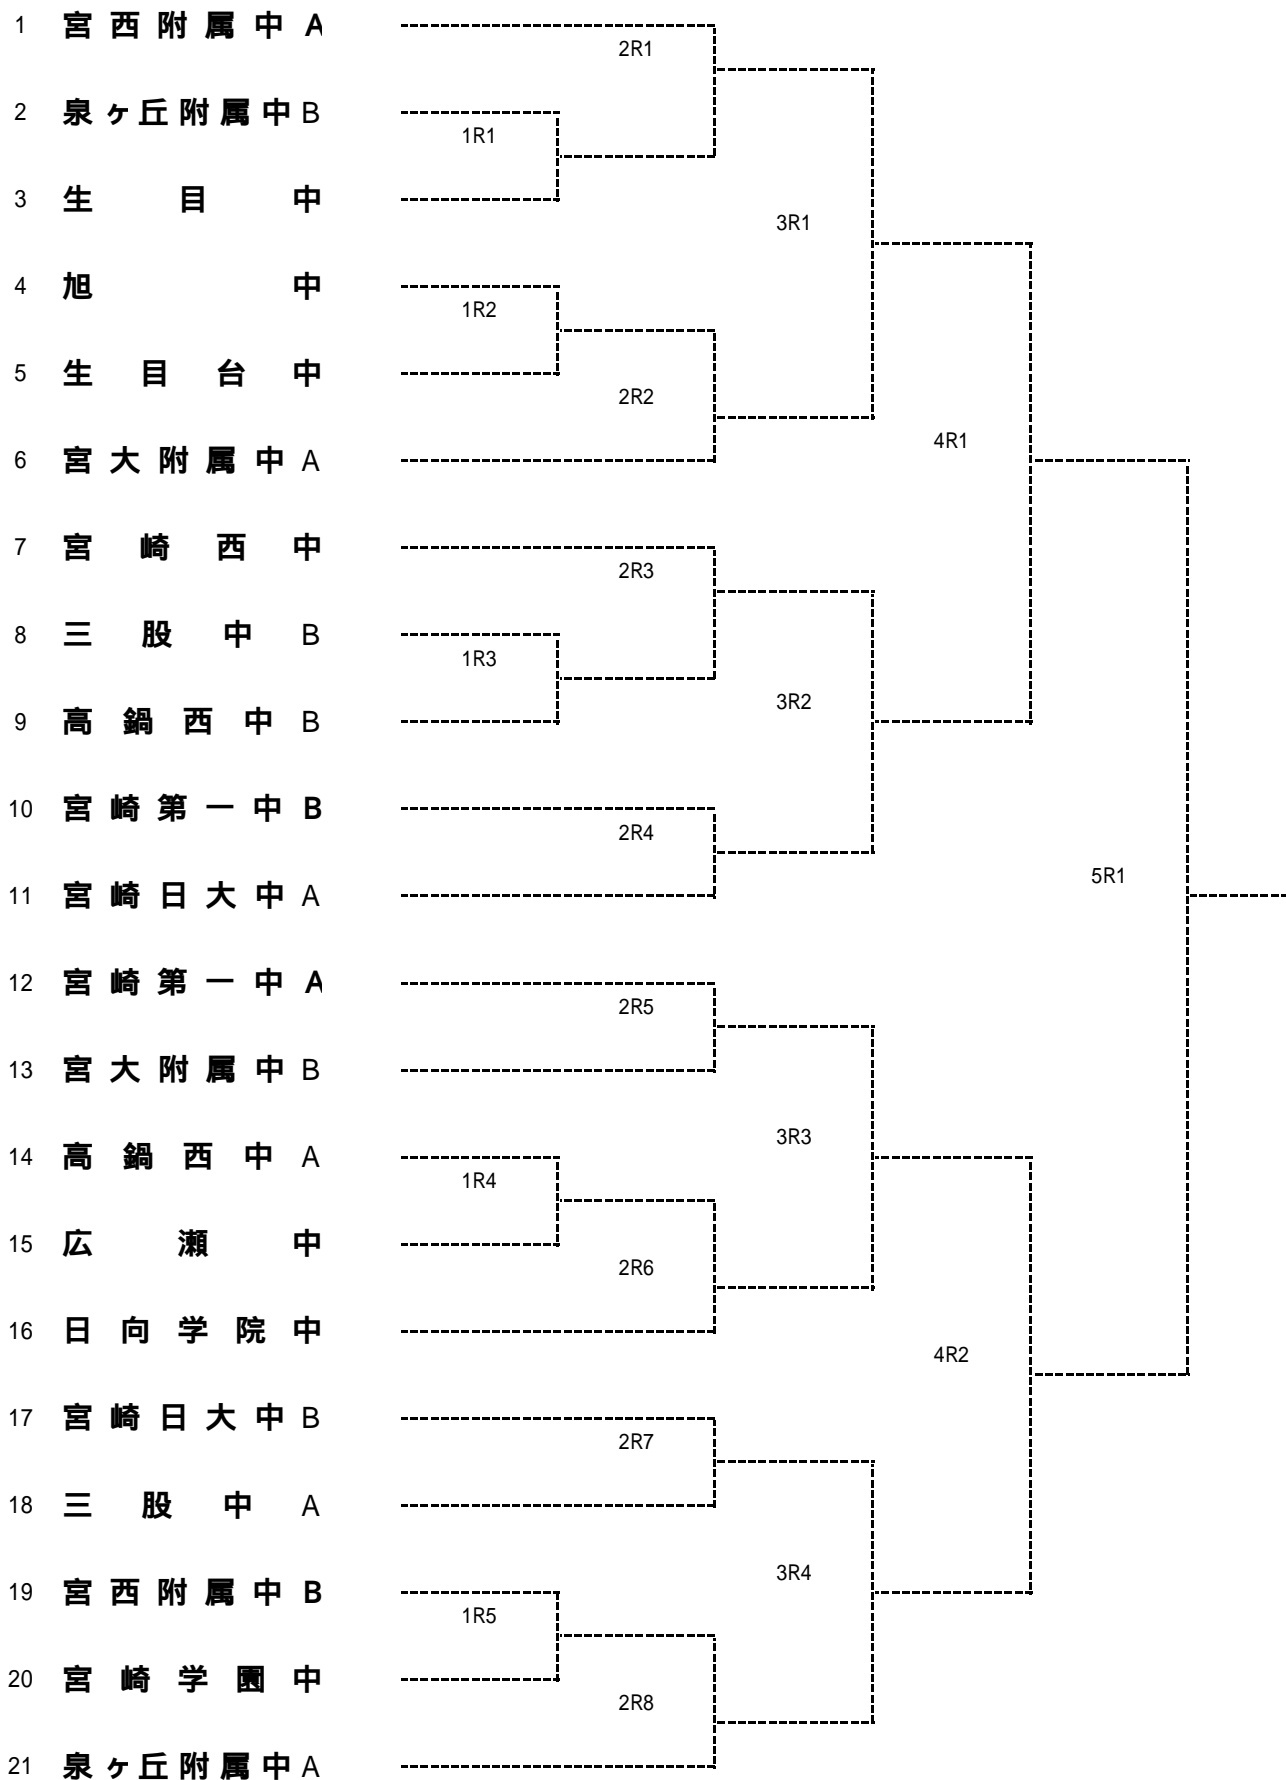 1 宮西附属中A
2R1
2 泉ヶ丘附属中B
1R1
3 生目中
3R1
4 旭中
1R2
5 生目台中
2R2
4R1
6 宮大附属中A
7 宮崎西中
2R3
8 三股中B
1R3
3R2
9 高鍋西中B
10 宮崎第一中B
2R4
5R1
11 宮崎日大中A
12 宮崎第一中A
2R5
13 宮大附属中B
3R3
14 高鍋西中A
1R4
15 広瀬中
2R6
16 日向学院中
4R2
17 宮崎日大中B
2R7
18 三股中A
3R4
19 宮西附属中B
1R5
20 宮崎学園中
2R8
21 泉ヶ丘附属中A